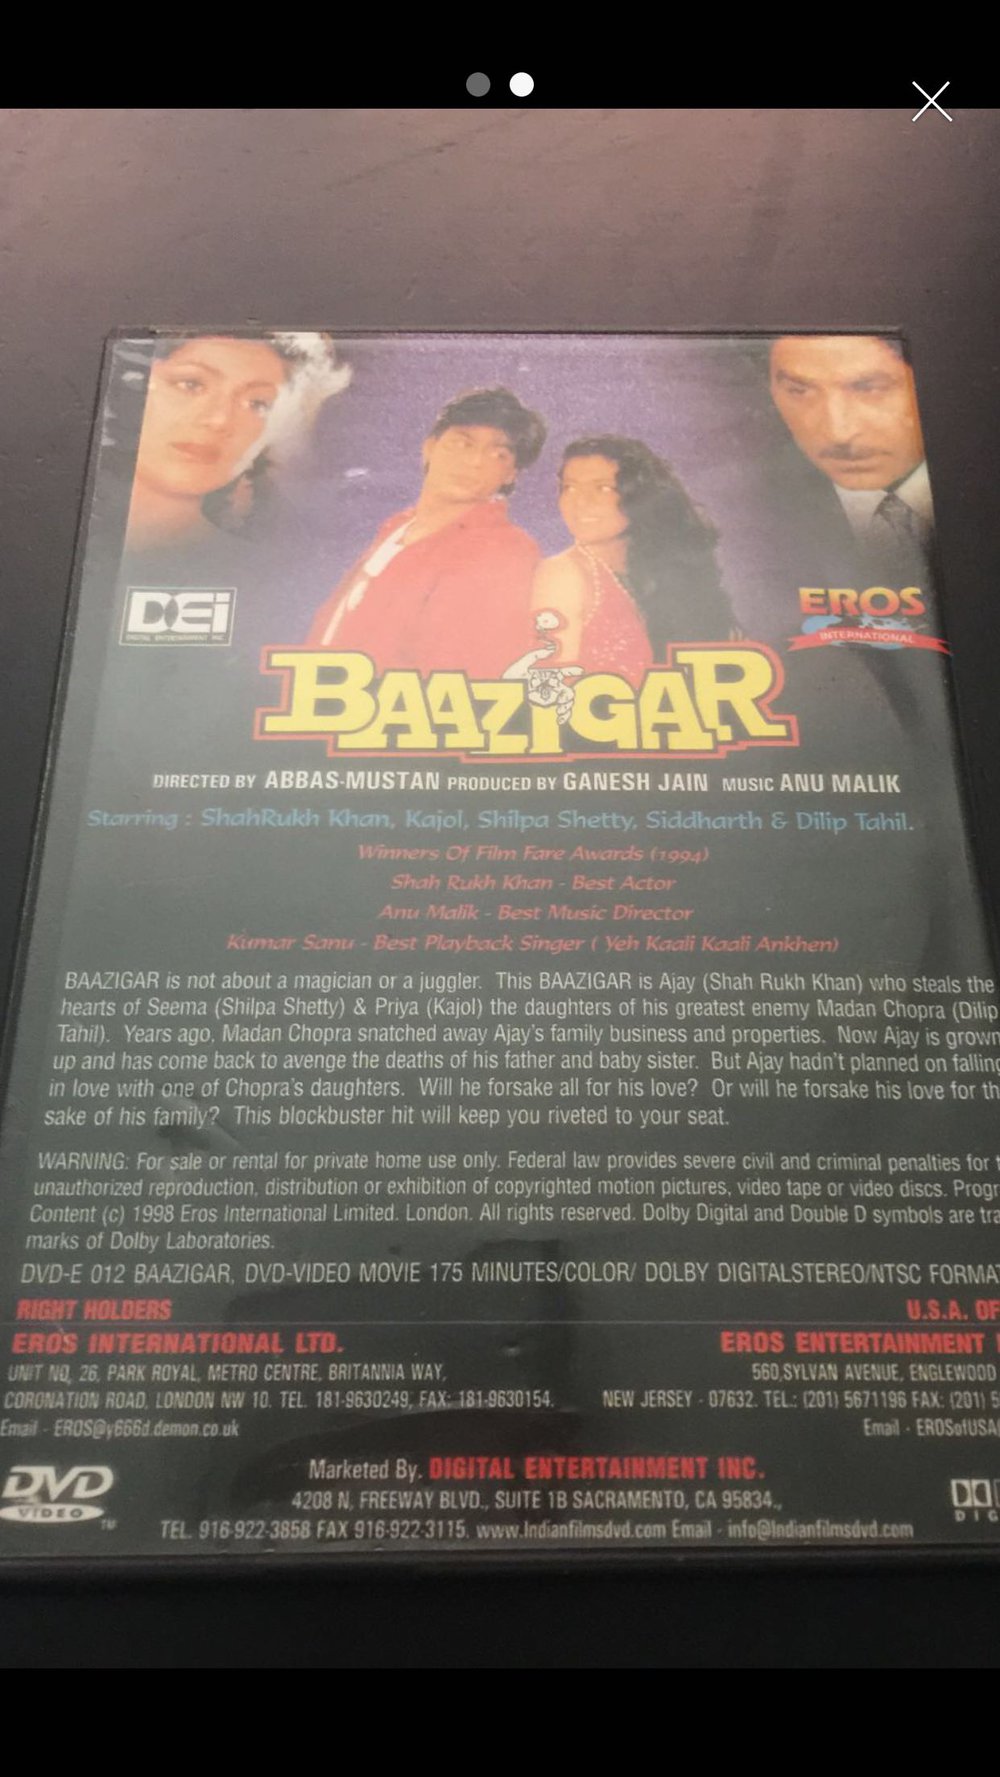 DEi
DIGITAL ENTERTAINMENT INC.
EROS
INTERNATIONAL
BAAZIGAR
DIRECTED BY ABBAS-MUSTAN PRODUCED BY GANESH JAIN MUSIC ANU MALIK
Starring : ShahRukh Khan, Kajol, Shilpa Shetty, Siddharth & Dilip Tahil.
Winners Of Film Fare Awards (1994)
Shah Rukh Khan - Best Actor
Anu Malik - Best Music Director
Kumar Sanu - Best Playback Singer ( Yeh Kaali Kaali Ankhen)
BAAZIGAR is not about a magician or a juggler. This BAAZIGAR is Ajay (Shah Rukh Khan) who steals the
hearts of Seema (Shilpa Shetty) & Priya (Kajol) the daughters of his greatest enemy Madan Chopra (Dilip
Tahil). Years ago, Madan Chopra snatched away Ajay's family business and properties. Now Ajay is grown
up and has come back to avenge the deaths of his father and baby sister. But Ajay hadn't planned on falling
in love with one of Chopra's daughters. Will he forsake all for his love? Or will he forsake his love for th
sake of his family? This blockbuster hit will keep you riveted to your seat.
WARNING: For sale or rental for private home use only. Federal law provides severe civil and criminal penalties for t
unauthorized reproduction, distribution or exhibition of copyrighted motion pictures, video tape or video discs. Progr
Content (c) 1998 Eros International Limited. London. All rights reserved. Dolby Digital and Double D symbols are tra
marks of Dolby Laboratories.
DVD-E 012 BAAZIGAR, DVD-VIDEO MOVIE 175 MINUTES/COLOR/ DOLBY DIGITALSTEREO/NTSC FORMAT
RIGHT HOLDERS U.S.A. OF
EROS INTERNATIONAL LTD. EROS ENTERTAINMENT
UNIT NO, 26, PARK ROYAL, METRO CENTRE, BRITANNIA WAY, 560,SYLVAN AVENUE, ENGLEWOOD
CORONATION ROAD, LONDON NW 10. TEL. 181-9630249, FAX: 181-9630154. NEW JERSEY - 07632. TEL.: (201) 5671196 FAX: (201) 5
Email - EROS@y666d.demon.co.uk Email - EROSofUSA
Marketed By. DIGITAL ENTERTAINMENT INC.
DVD
VIDEO
TM
4208 N. FREEWAY BLVD., SUITE 1B SACRAMENTO, CA 95834.,
DIG
TEL. 916-922-3858 FAX 916-922-3115. www.Indianfilmsdvd.com Email - info@Indianfilmsdvd.com